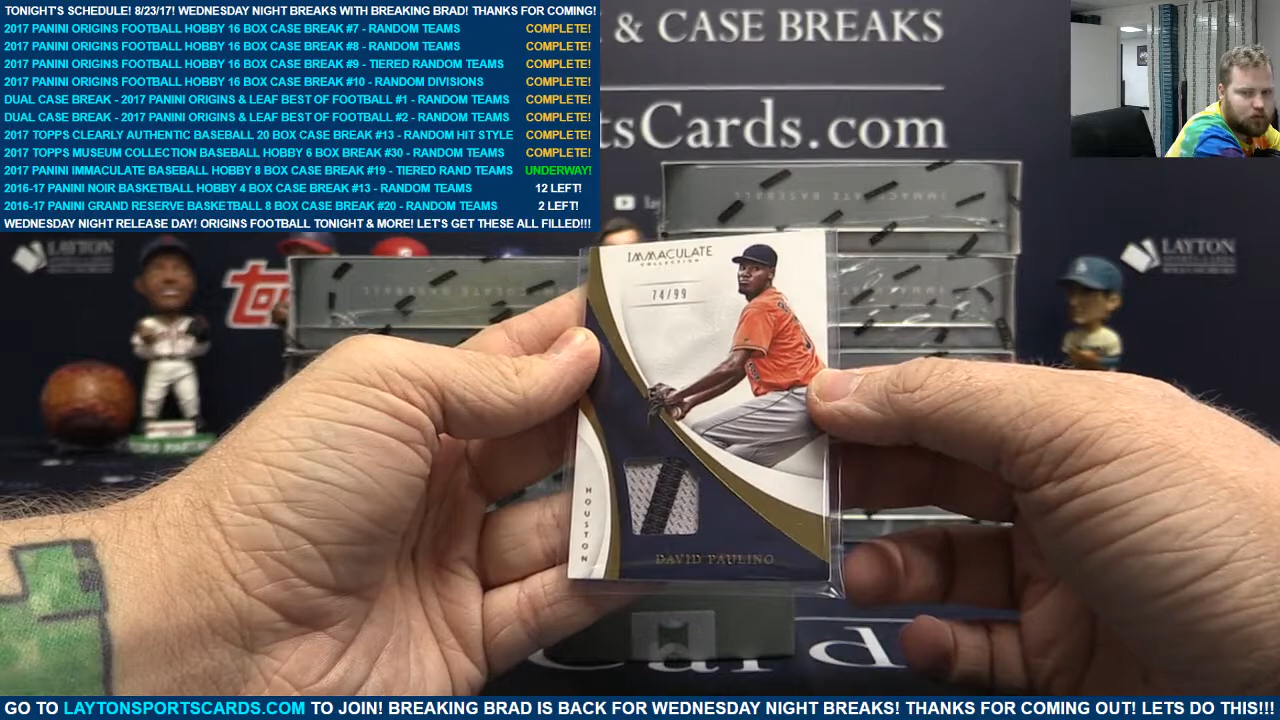 TONIGHT'S SCHEDULE! 8/23/17! WEDNESDAY NIGHT BREAKS WITH BREAKING BRAD! THANKS FOR COMING!
2017 PANINI ORIGINS FOOTBALL HOBBY 16 BOX CASE BREAK #7 - RANDOM TEAMS COMPLETE!
2017 PANINI ORIGINS FOOTBALL HOBBY 16 BOX CASE BREAK #8 - RANDOM TEAMS COMPLETE!
2017 PANINI ORIGINS FOOTBALL HOBBY 16 BOX CASE BREAK #9 - TIERED RANDOM TEAMS COMPLETE!
2017 PANINI ORIGINS FOOTBALL HOBBY 16 BOX CASE BREAK #10 - RANDOM DIVISIONS COMPLETE!
DUAL CASE BREAK - 2017 PANINI ORIGINS & LEAF BEST OF FOOTBALL #1 - RANDOM TEAMS COMPLETE!
DUAL CASE BREAK - 2017 PANINI ORIGINS & LEAF BEST OF FOOTBALL #2 - RANDOM TEAMS COMPLETE!
2017 TOPPS CLEARLY AUTHENTIC BASEBALL 20 BOX CASE BREAK #13 - RANDOM HIT STYLE COMPLETE!
2017 TOPPS MUSEUM COLLECTION BASEBALL HOBBY 6 BOX BREAK #30 - RANDOM TEAMS COMPLETE!
2017 PANINI IMMACULATE BASEBALL HOBBY 8 BOX CASE BREAK #19 - TIERED RAND TEAMS UNDERWAY!
2016-17 PANINI NOIR BASKETBALL HOBBY 4 BOX CASE BREAK #13 - RANDOM TEAMS 12 LEFT!
2016-17 PANINI GRAND RESERVE BASKETBALL 8 BOX CASE BREAK #20 - RANDOM TEAMS 2 LEFT!
WEDNESDAY NIGHT RELEASE DAY! ORIGINS FOOTBALL TONIGHT & MORE! LET'S GET THESE ALL FILLED!!!
& CASE BREAKS
tsCards.com
LAYTON
LAYTON
IMMACULATE
COLLECTION
74/99
HOUSTON
DAVID PAULINO
Card
GO TO LAYTONSPORTSCARDS.COM TO JOIN! BREAKING BRAD IS BACK FOR WEDNESDAY NIGHT BREAKS! THANKS FOR COMING OUT! LETS DO THIS!!!